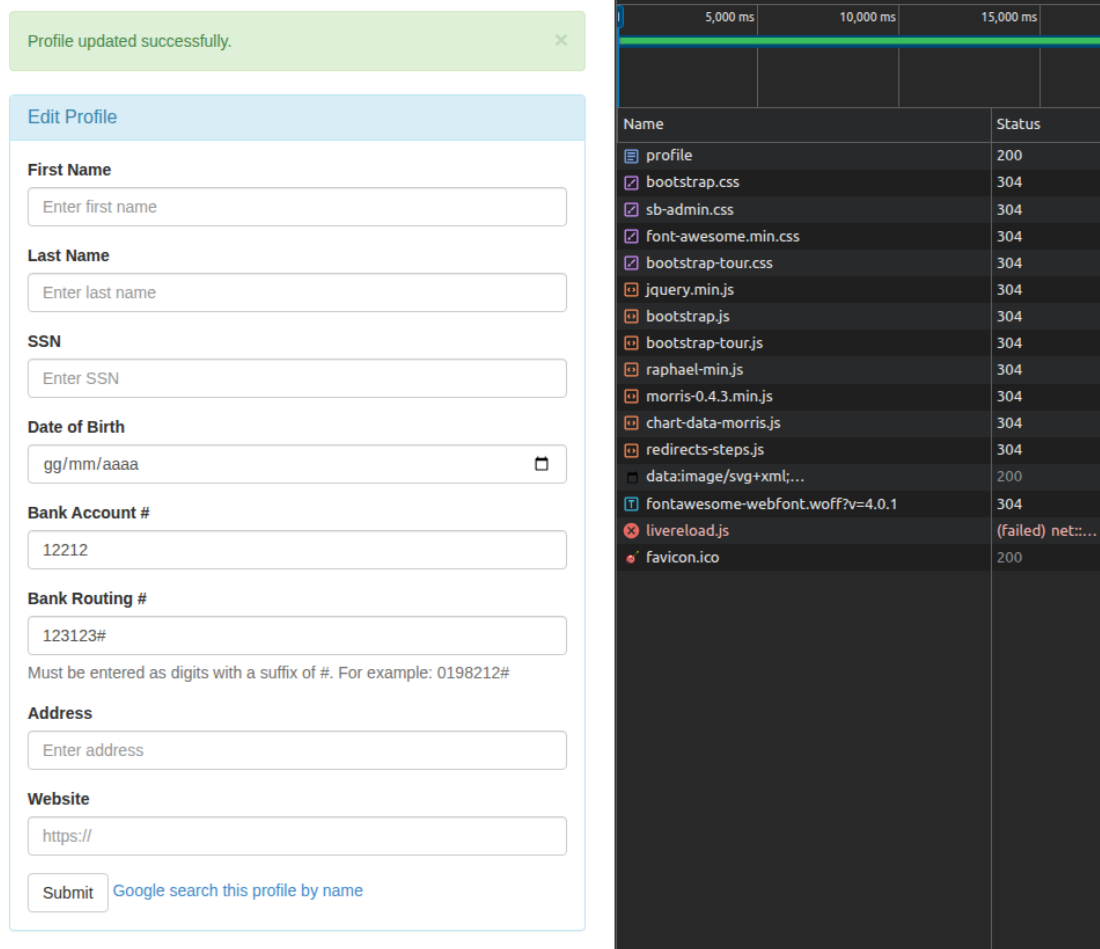 Profile updated successfully. ×
Edit Profile
First Name
Enter first name
Last Name
Enter last name
SSN
Enter SSN
Date of Birth
gg/mm/aaaa
Bank Account #
12212
Bank Routing #
123123#
Must be entered as digits with a suffix of #. For example: 0198212#
Address
Enter address
Website
https://
Submit Google search this profile by name
5,000 ms 10,000 ms 15,000 ms
Name Status
profile 200
bootstrap.css 304
sb-admin.css 304
font-awesome.min.css 304
bootstrap-tour.css 304
jquery.min.js 304
bootstrap.js 304
bootstrap-tour.js 304
raphael-min.js 304
morris-0.4.3.min.js 304
chart-data-morris.js 304
redirects-steps.js 304
data:image/svg+xml;... 200
fontawesome-webfont.woff?v=4.0.1 304
livereload.js (failed) net::...
favicon.ico 200